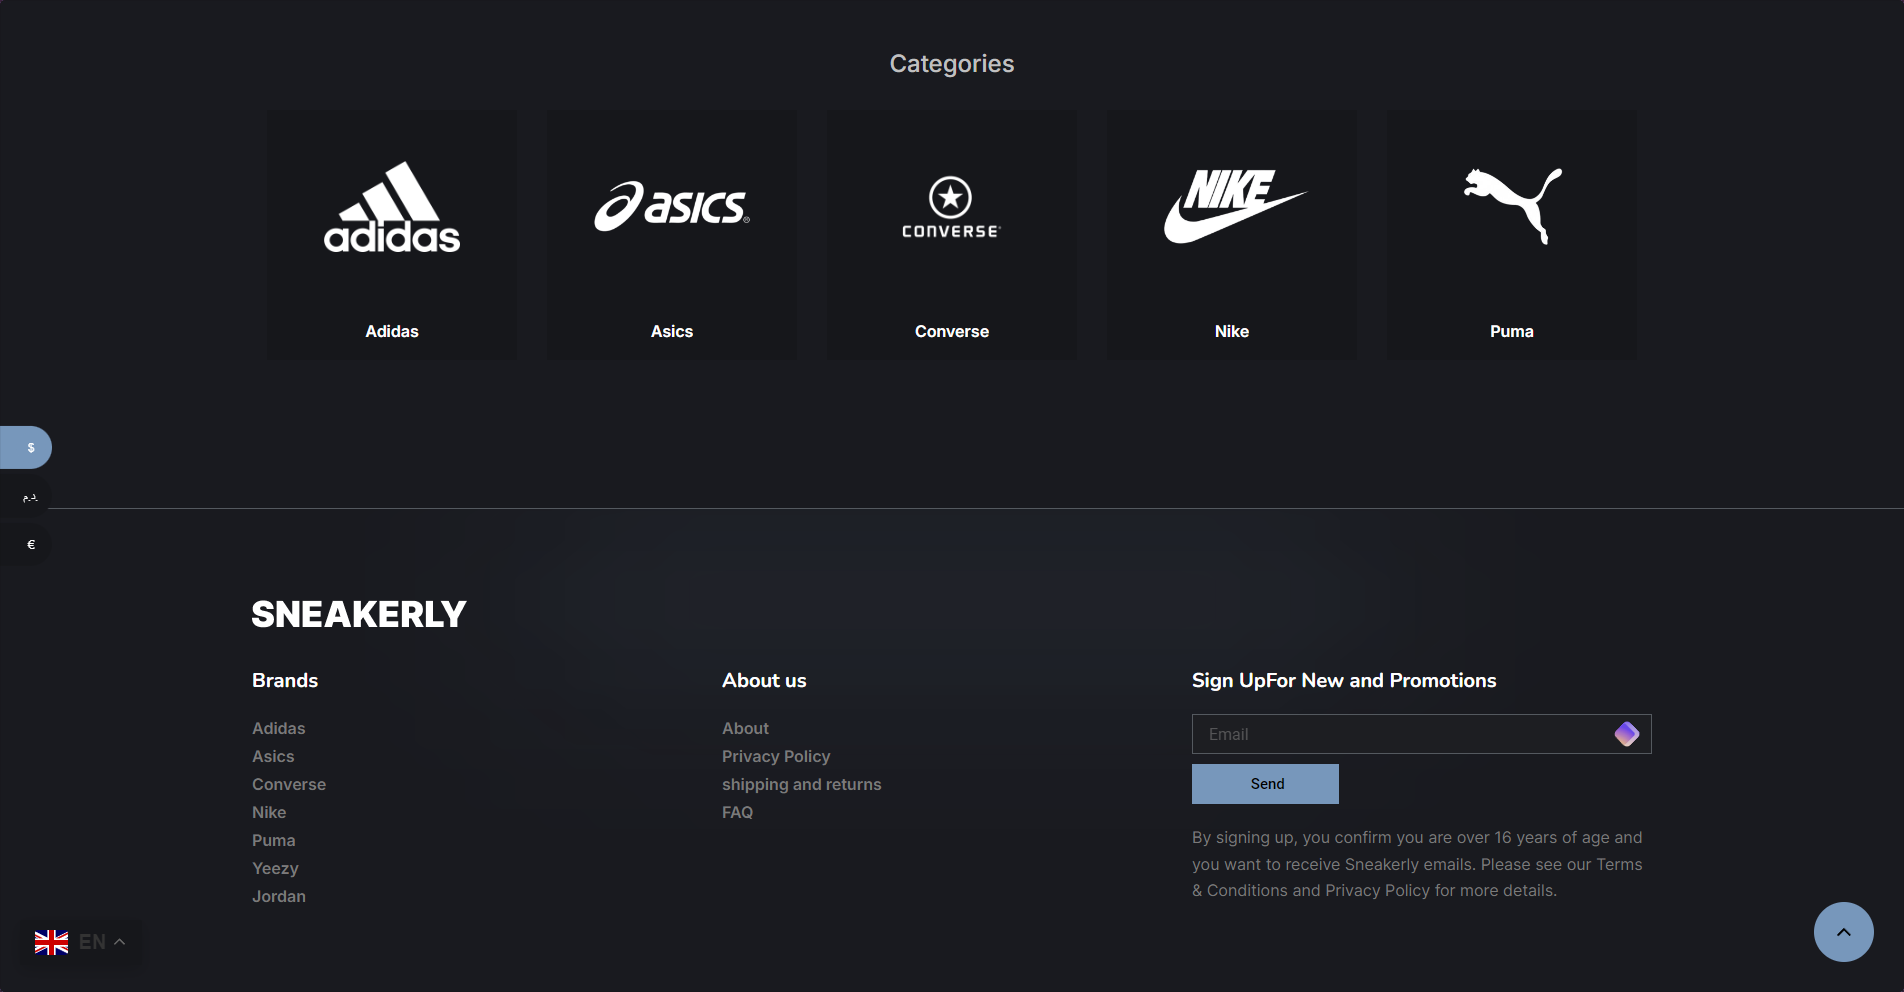 Categories
adidas
asics
CONVERSE
NIKE
Adidas
Asics
Converse
Nike
Puma
$
د.م.
€
SNEAKERLY
Brands
Adidas
Asics
Converse
Nike
Puma
Yeezy
Jordan
About us
About
Privacy Policy
shipping and returns
FAQ
Sign UpFor New and Promotions
Email
Send
By signing up, you confirm you are over 16 years of age and
you want to receive Sneakerly emails. Please see our Terms
& Conditions and Privacy Policy for more details.
EN